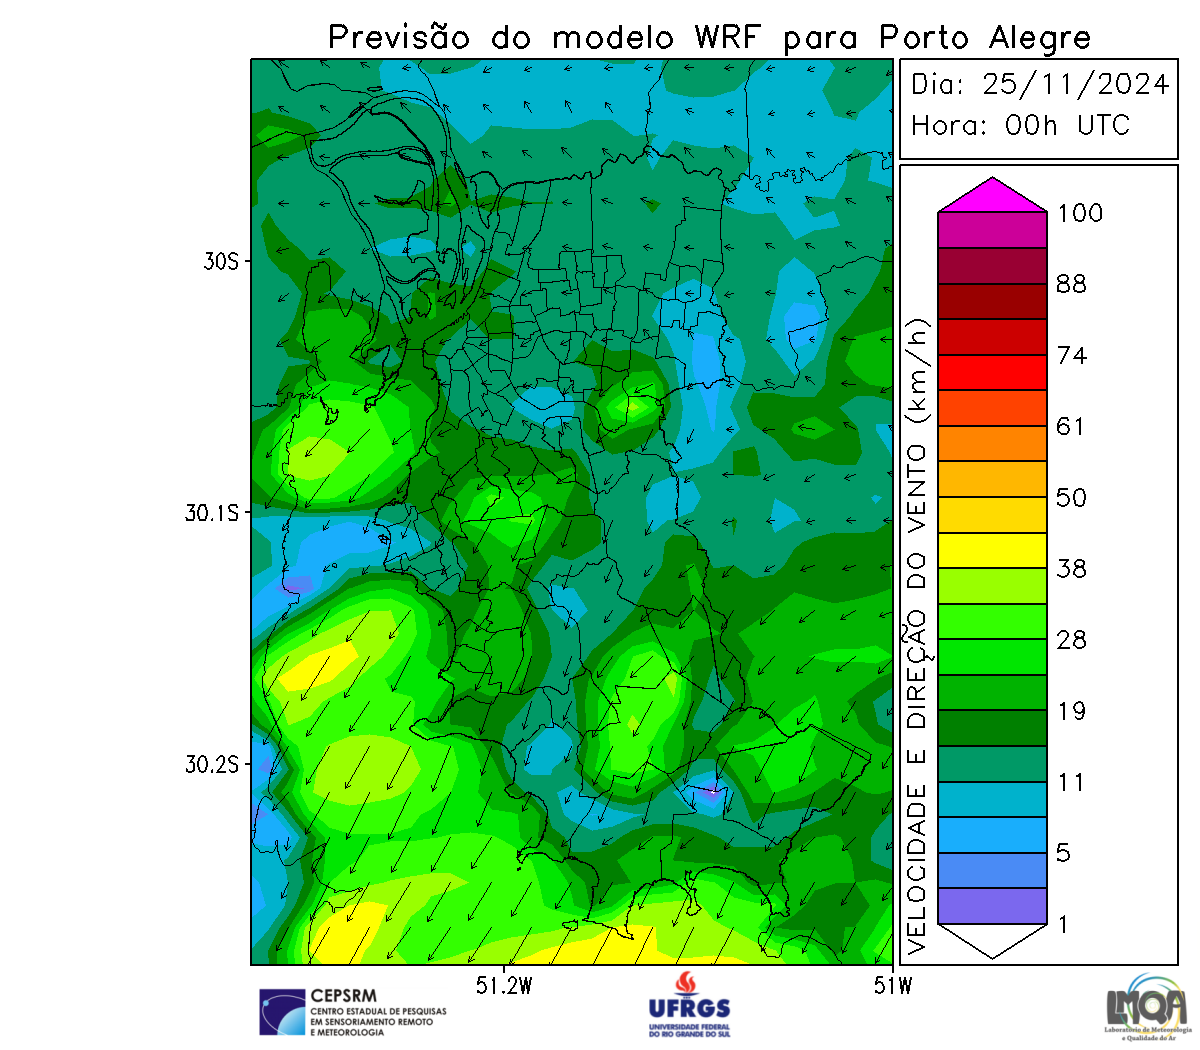 Previsão do modelo WRF para Porto Alegre
Dia: 25/11/2024
Hora: 00h UTC
30S
30.1S
30.2S
51.2W
51W
VELOCIDADE E DIREÇÃO DO VENTO (km/h)
100
88
74
61
50
38
28
19
11
5
1
CEPSRM
CENTRO ESTADUAL DE PESQUISAS
EM SENSORIAMENTO REMOTO
E METEOROLOGIA
UFRGS
UNIVERSIDADE FEDERAL
DO RIO GRANDE DO SUL
LMQA
Laboratório de Meteorologia
e Qualidade do Ar